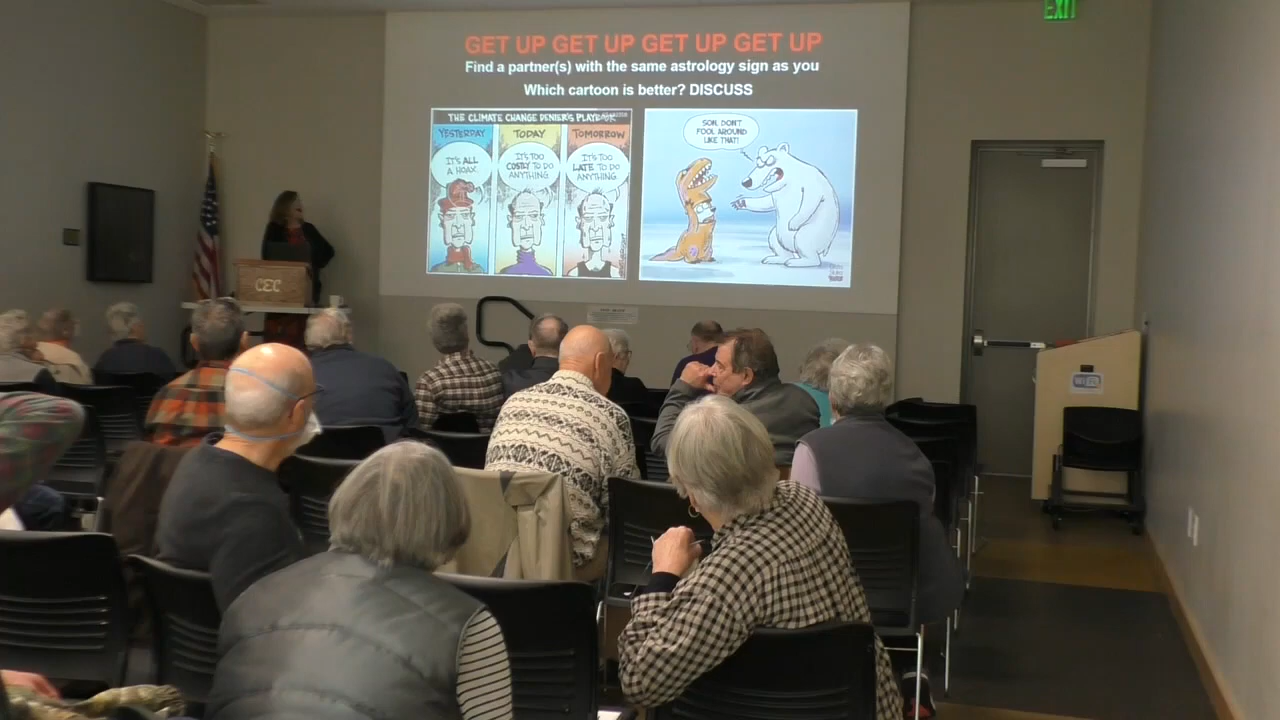 EXIT
GET UP GET UP GET UP GET UP
Find a partner(s) with the same astrology sign as you
Which cartoon is better? DISCUSS
THE CLIMATE CHANGE DENIER'S PLAYBOOK
YESTERDAY
IT'S ALL
A HOAX.
TODAY
IT'S TOO
COSTLY TO DO
ANYTHING
TOMORROW
IT'S TOO
LATE TO DO
ANYTHING
SON, DON'T
FOOL AROUND
LIKE THAT!
CEC